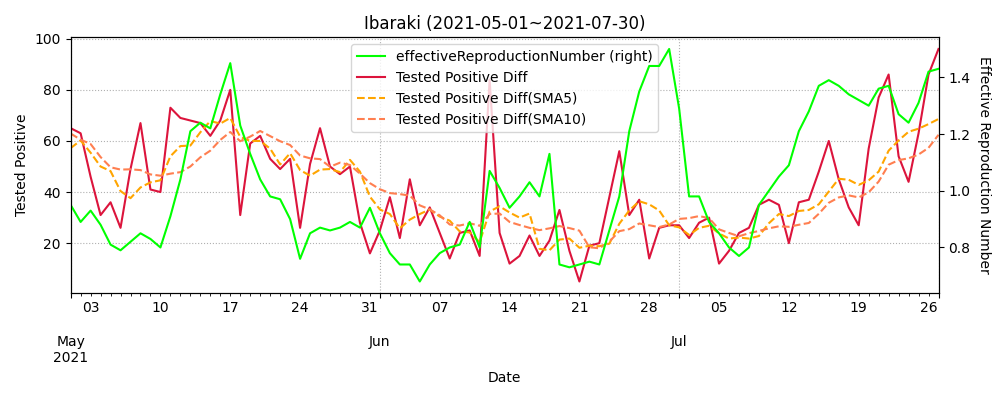 Ibaraki (2021-05-01~2021-07-30)
effectiveReproductionNumber (right)
Tested Positive Diff
Tested Positive Diff(SMA5)
Tested Positive Diff(SMA10)
Tested Positive
100
80
60
40
20
Effective Reproduction Number
1.4
1.2
1.0
0.8
03 10 17 24 31 07 14 21 28 05 12 19 26
May Jun Jul
2021
Date